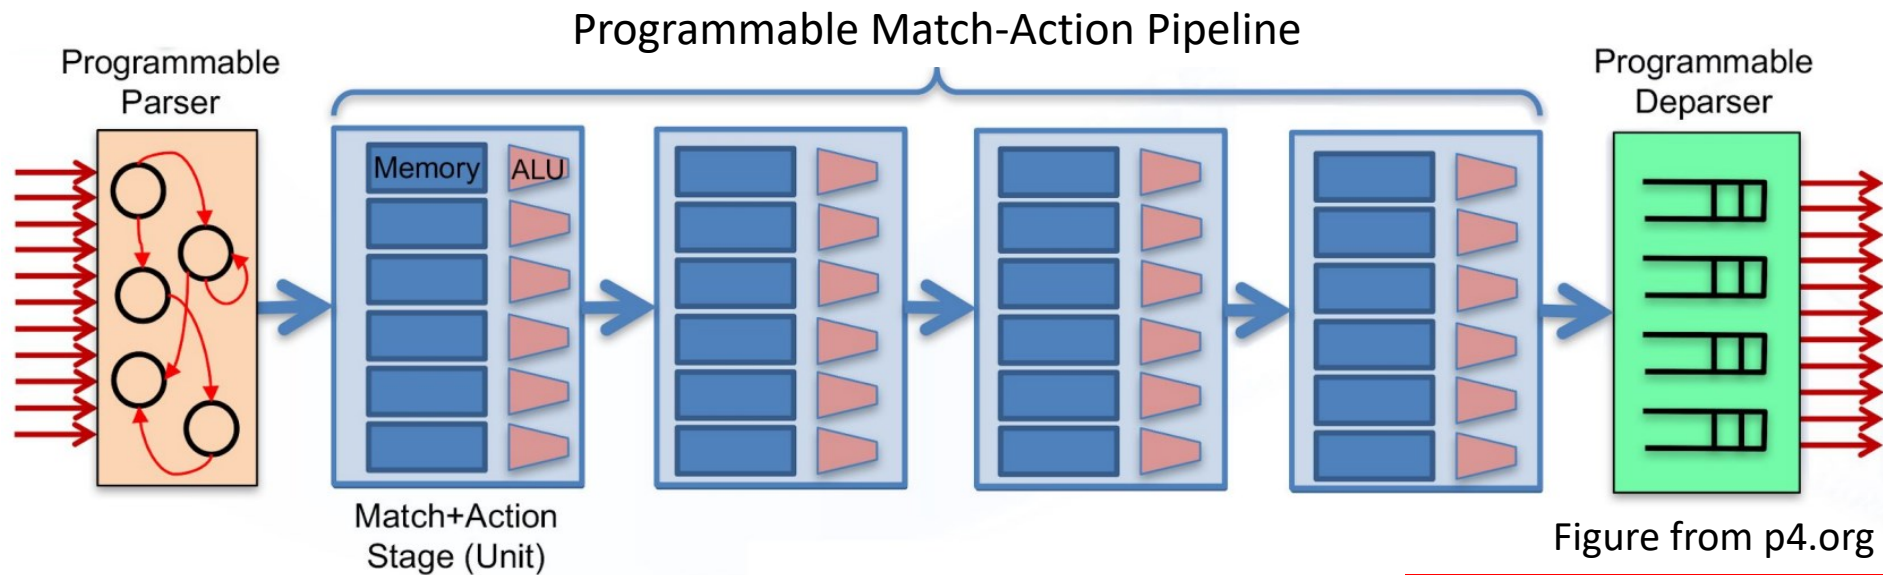 Programmable Match-Action Pipeline
Programmable
Parser
Programmable
Deparser
Memory
ALU
Match+Action
Stage (Unit)
Figure from p4.org